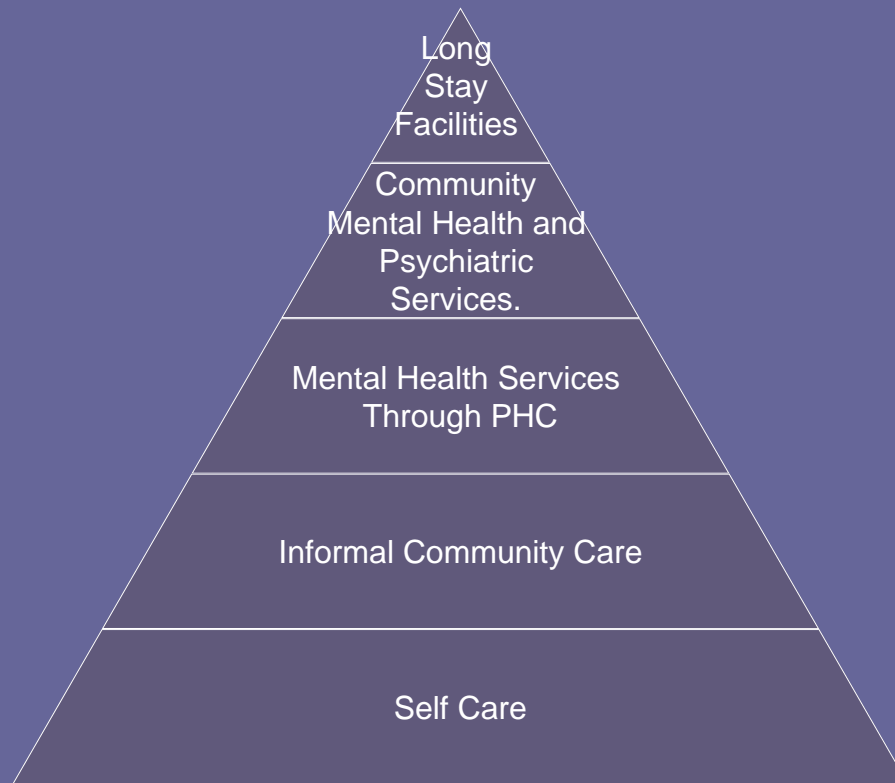 Long
Stay
Facilities
Community
Mental Health and
Psychiatric
Services.
Mental Health Services
Through PHC
Informal Community Care
Self Care